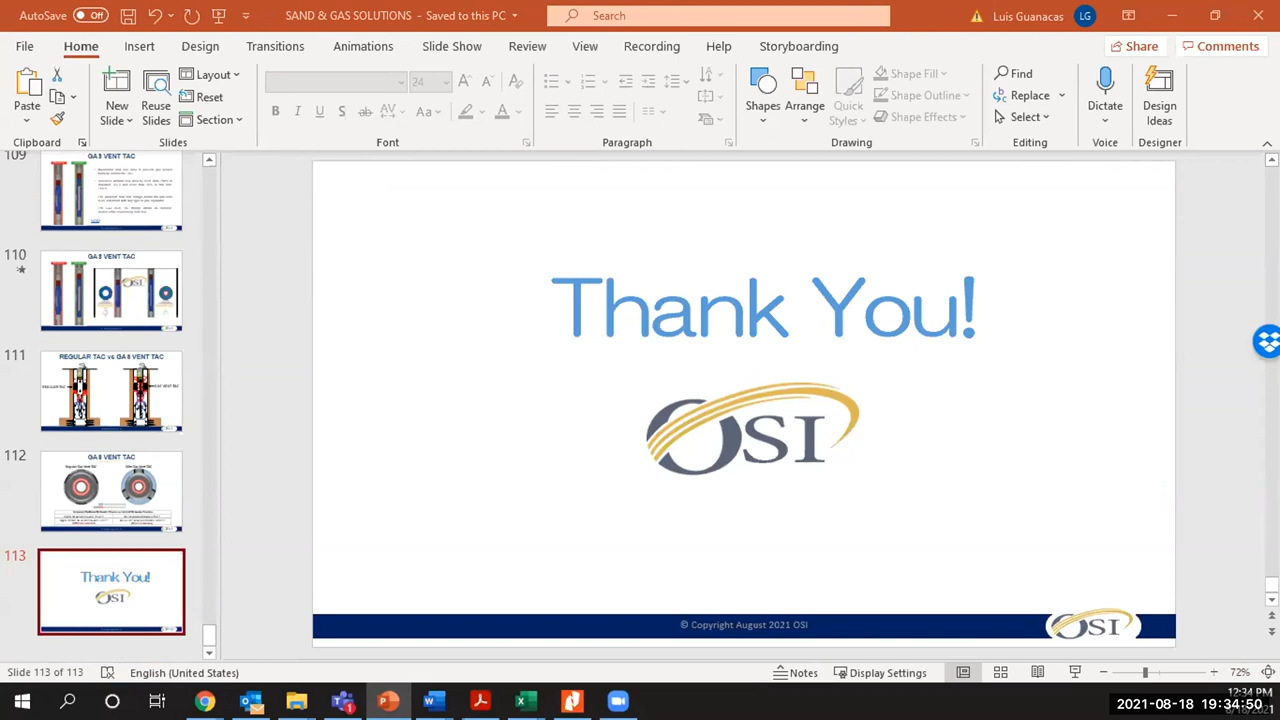 AutoSave Off SAND & GAS SOLUTIONS - Saved to this PC Search Luis Guanacas LG
File Home Insert Design Transitions Animations Slide Show Review View Recording Help Storyboarding Share Comments
Paste New Slide Reuse Slides Layout Reset Section 24 Shapes Arrange Quick Styles Shape Fill Shape Outline Shape Effects Find Replace Select Dictate Design Ideas
Clipboard Slides Font Paragraph Drawing Editing Voice Designer
109
GAS VENT TAC
110
GAS VENT TAC
OSI
111
REGULAR TAC vs GAS VENT TAC
112
GAS VENT TAC
113
Thank You!
OSI
Thank You!
OSI
© Copyright August 2021 OSI
OSI
Slide 113 of 113 English (United States) Notes Display Settings 72%
12:34 PM
2021-08-18 19:34:50